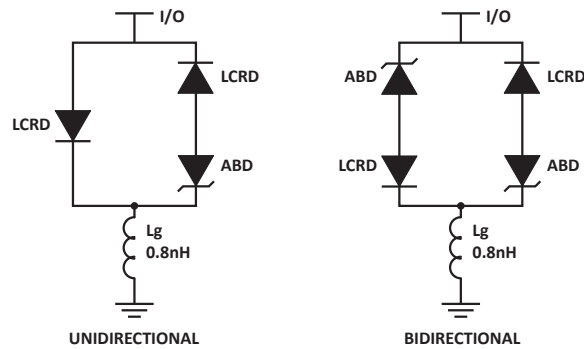 I/O
LCRD
LCRD
ABD
Lg
0.8nH
UNIDIRECTIONAL
I/O
ABD
LCRD
LCRD
ABD
Lg
0.8nH
BIDIRECTIONAL